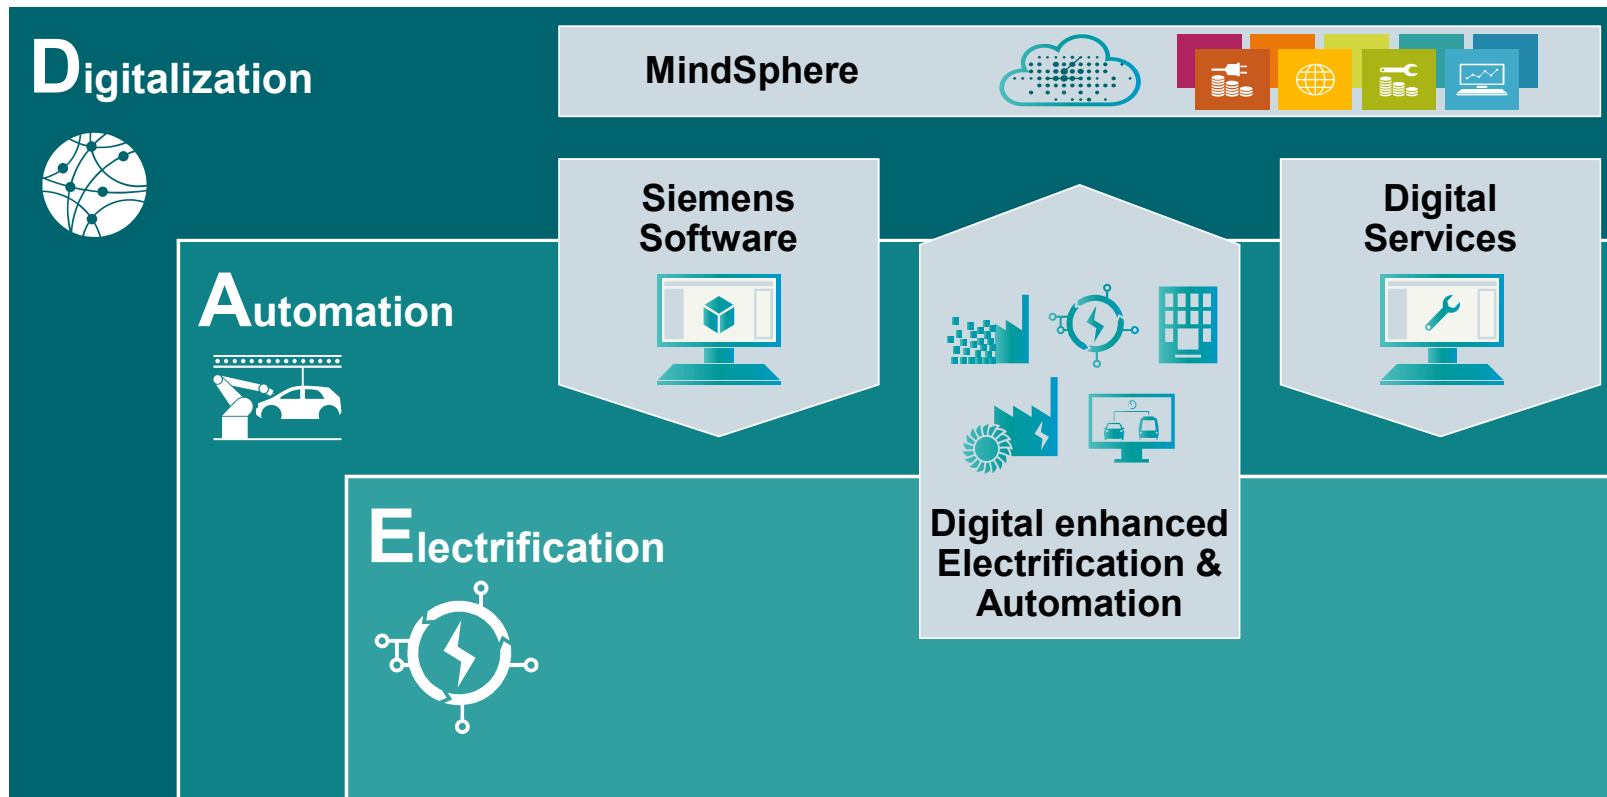 Digitalization
MindSphere
Siemens
Software
Digital
Services
Automation
Electrification
Digital enhanced
Electrification &
Automation